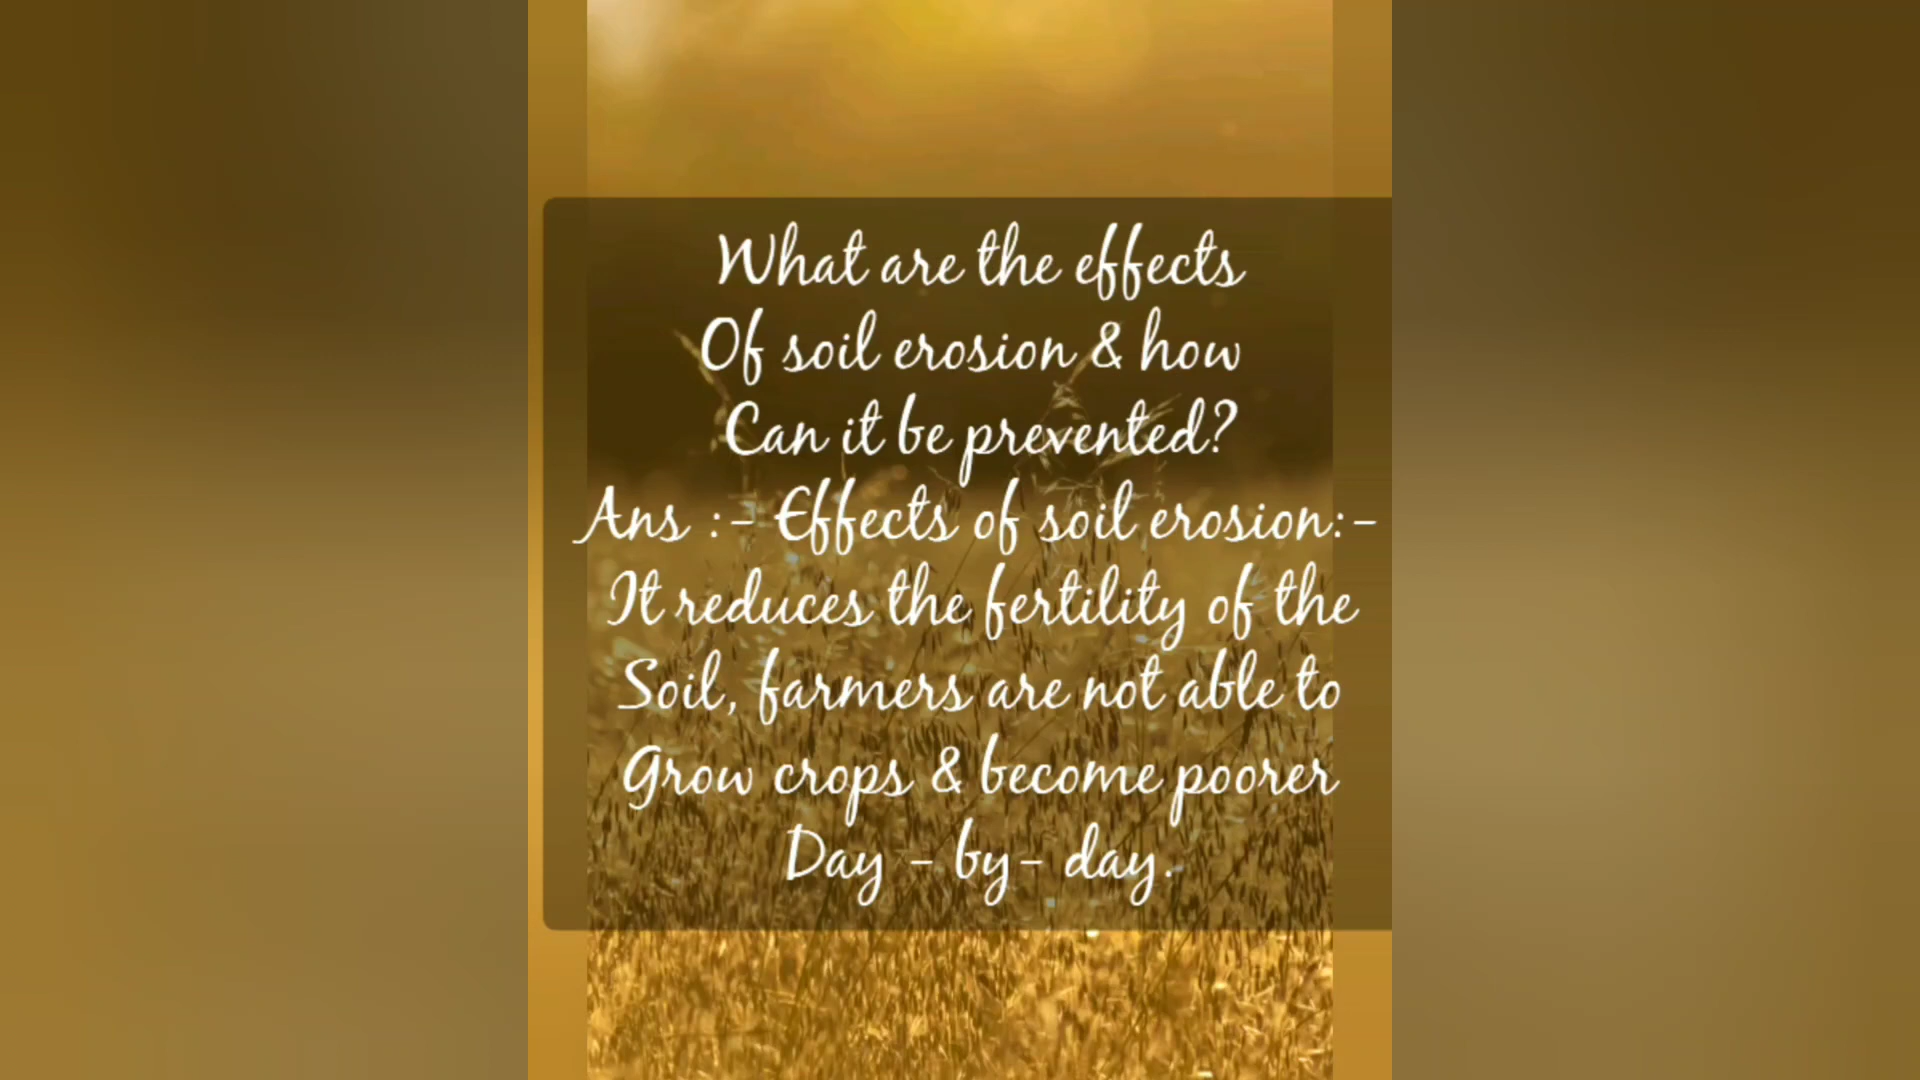 What are the effects
Of soil erosion & how
Can it be prevented?
Ans :- Effects of soil erosion:-
It reduces the fertility of the
Soil, farmers are not able to
Grow crops & become poorer
Day - by- day.